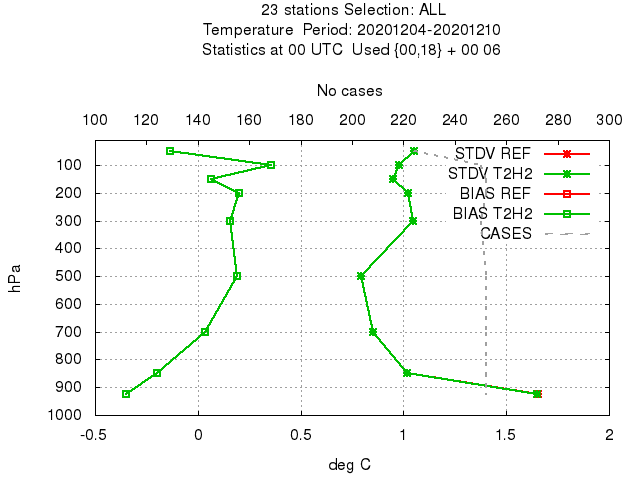 23 stations Selection: ALL
Temperature Period: 20201204-20201210
Statistics at 00 UTC Used {00,18} + 00 06
No cases
100 120 140 160 180 200 220 240 260 280 300
STDV REF
STDV T2H2
BIAS REF
BIAS T2H2
CASES
hPa
100
200
300
400
500
600
700
800
900
1000
-0.5 0 0.5 1 1.5 2
deg C